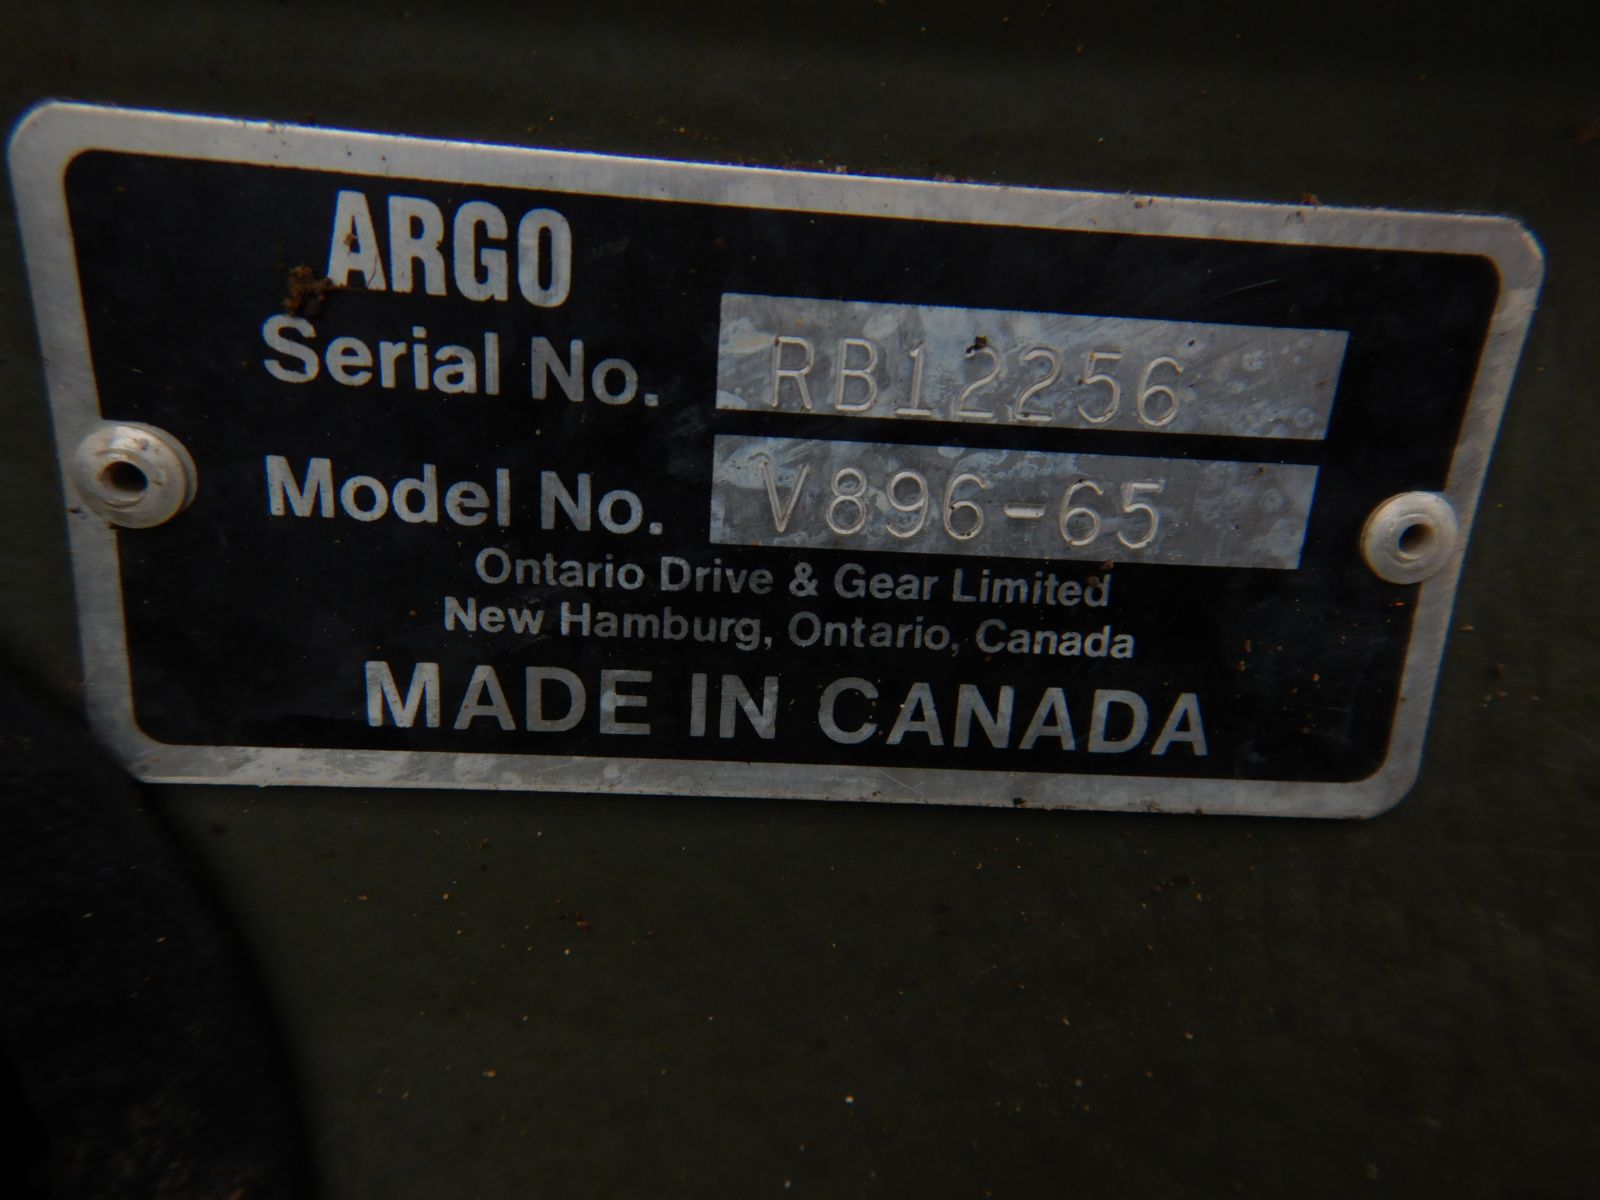 ARGO
Serial No. RB12256
Model No. V896-65
Ontario Drive & Gear Limited
New Hamburg, Ontario, Canada
MADE IN CANADA